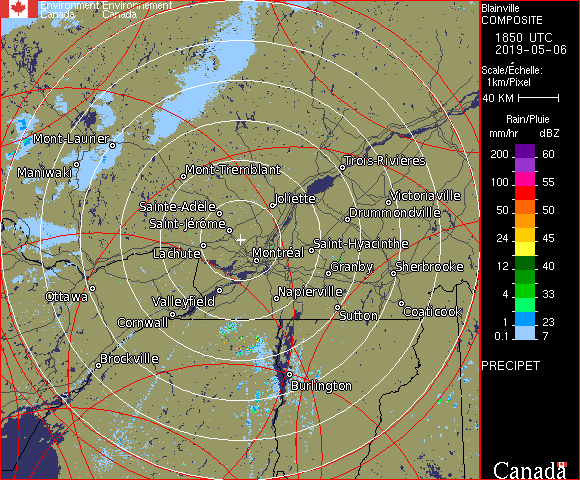 Environment Environnement
Canada Canada
Blainville
COMPOSITE
1850 UTC
2019-05-06
Scale/Échelle:
1km/Pixel
40 KM
Rain/Pluie
mm/hr dBZ
200 60
100 55
50 50
24 45
12 40
4 33
1 23
0.1 7
PRECIPET
Canada
Mont-Laurier
Maniwaki
Mont-Tremblant
Trois-Rivières
Sainte-Adèle
Joliette
Victoriaville
Drummondville
Saint-Jérôme
Saint-Hyacinthe
Lachute
Montréal
Granby
Sherbrooke
Ottawa
Valleyfield
Napierville
Cornwall
Sutton
Coaticook
Brockville
Burlington